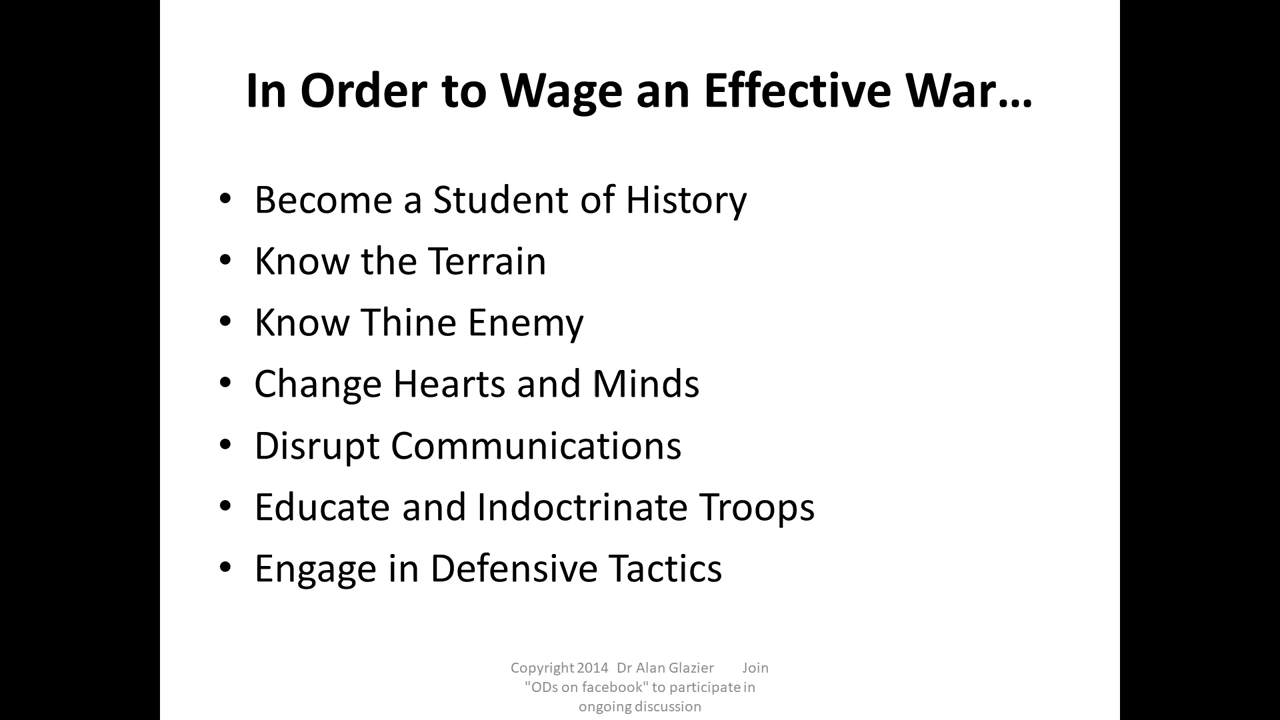 In Order to Wage an Effective War…
• Become a Student of History
• Know the Terrain
• Know Thine Enemy
• Change Hearts and Minds
• Disrupt Communications
• Educate and Indoctrinate Troops
• Engage in Defensive Tactics
Copyright 2014 Dr Alan Glazier Join
"ODs on facebook" to participate in
ongoing discussion